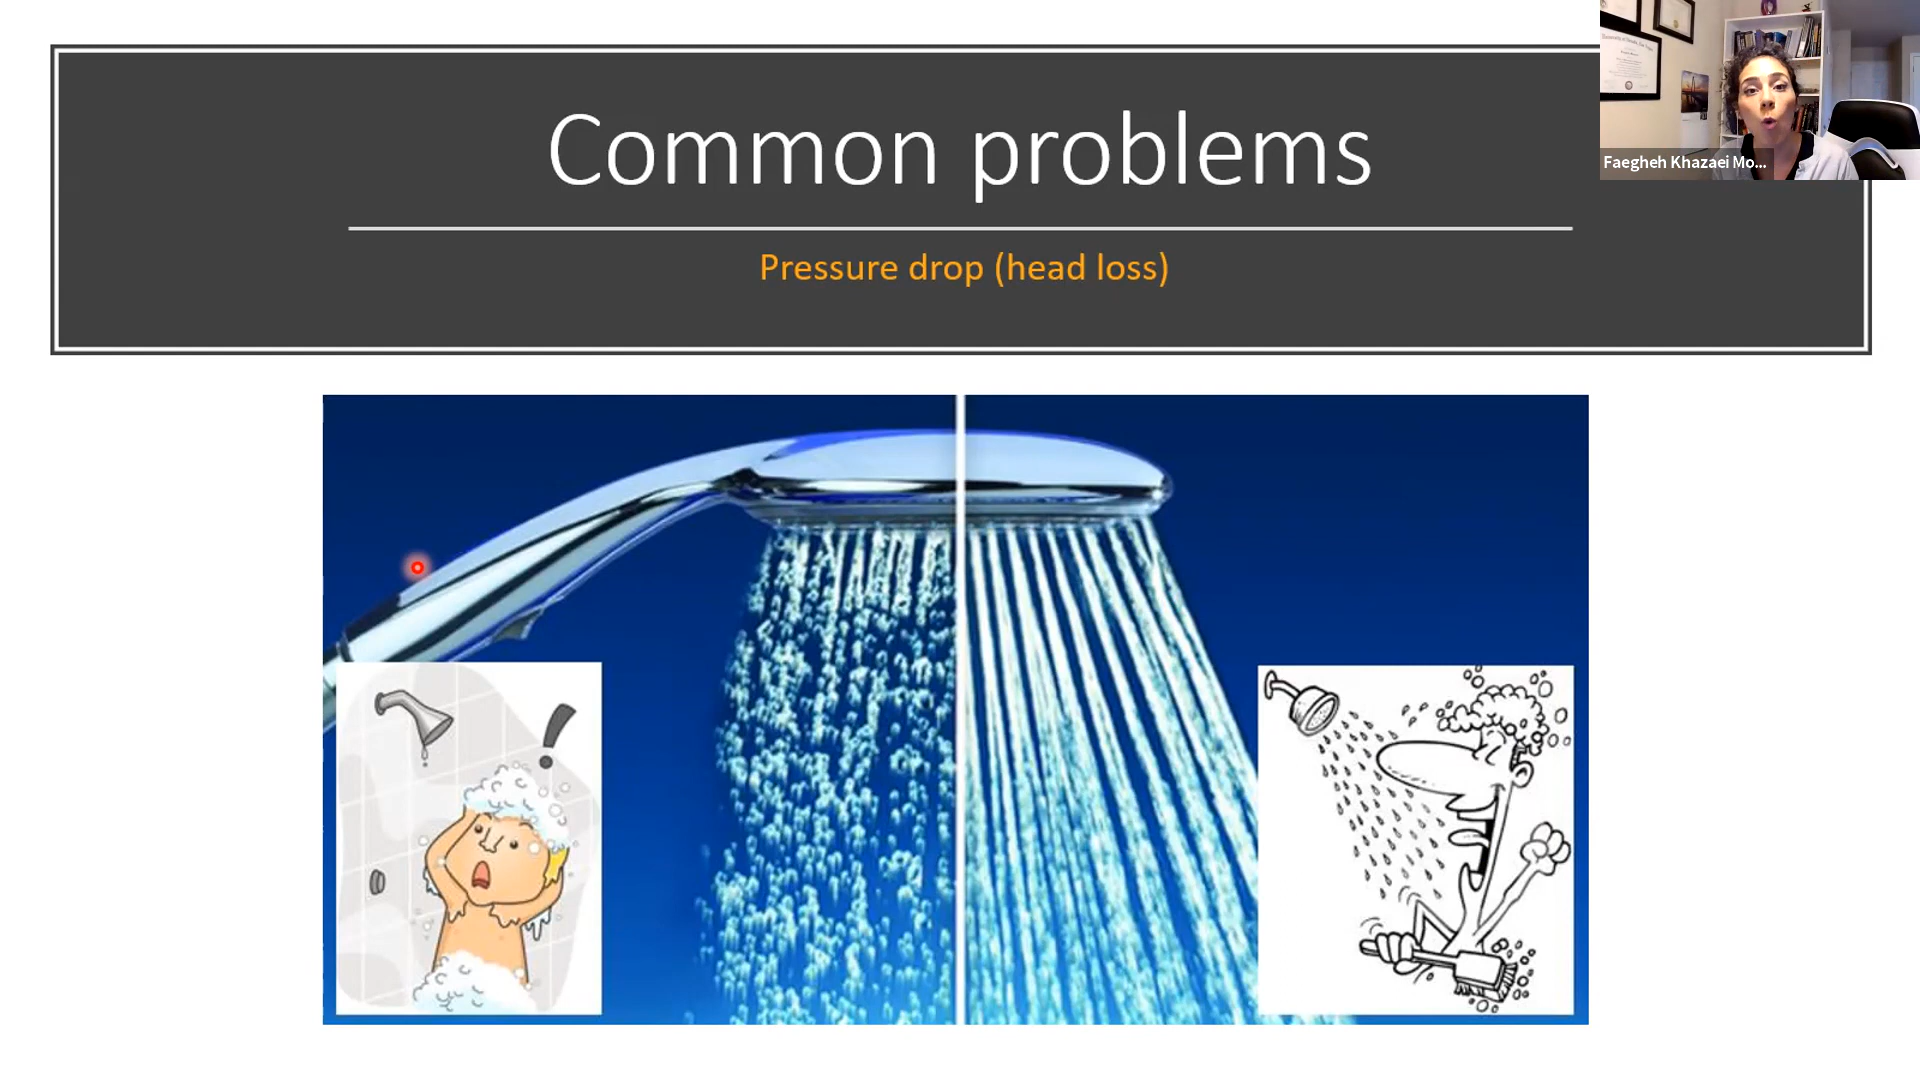 Common problems
Pressure drop (head loss)
Faegheh Khazaei Mo...